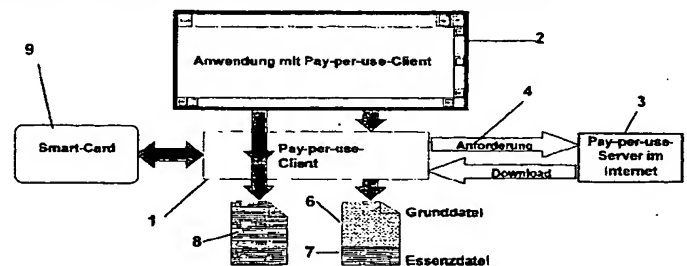 9
2
Anwendung mit Pay-per-use-Client
4
3
Smart-Card
Pay-per-use-
Client
Anforderung
Download
Pay-per-use-
Server im
Internet
1
6
Grunddatei
8
7
Essenzdatei